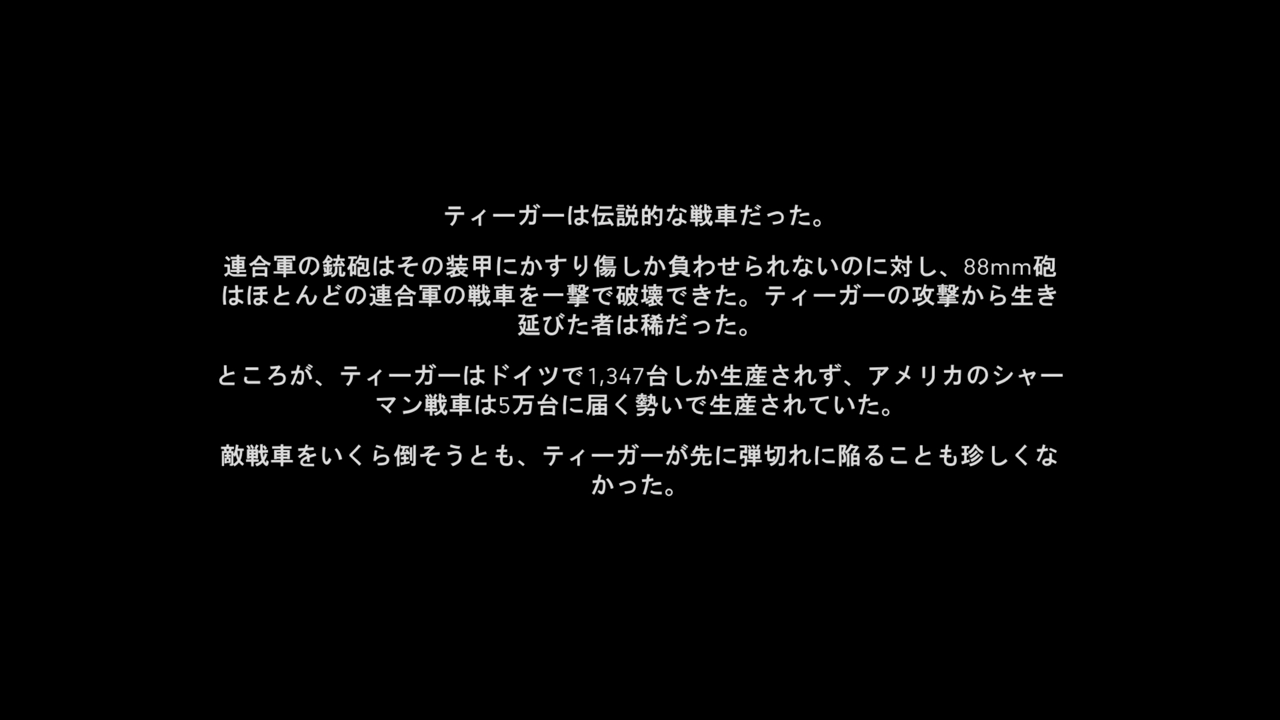 ティーガーは伝説的な戦車だった。
連合軍の銃砲はその装甲にかすり傷しか負わせられないのに対し、88mm砲
はほとんどの連合軍の戦車を一撃で破壊できた。ティーガーの攻撃から生き
延びた者は稀だった。
ところが、ティーガーはドイツで1,347台しか生産されず、アメリカのシャー
マン戦車は5万台に届く勢いで生産されていた。
敵戦車をいくら倒そうとも、ティーガーが先に弾切れに陥ることも珍しくな
かった。